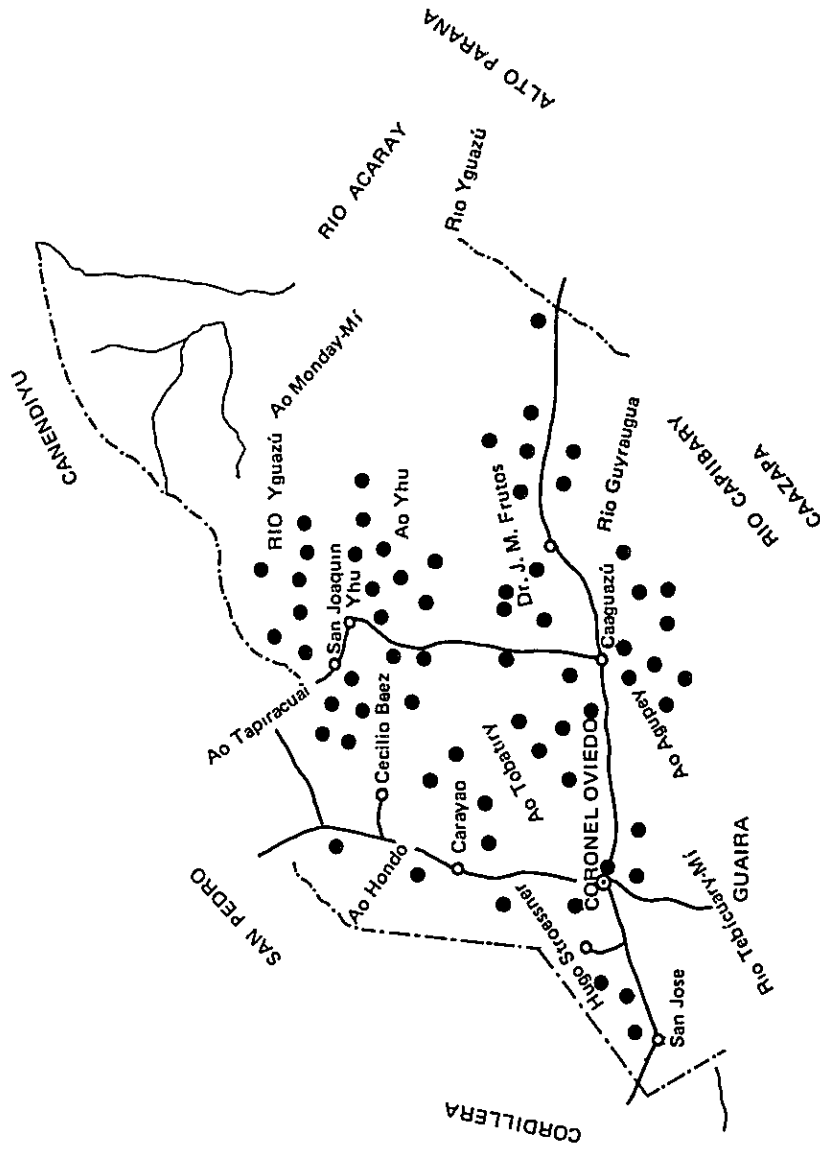 CANENDIYU
ALTO PARANA
RIO ACARAY
Rio Yguazú
Ao Monday-Mí
RIO Yguazú
Ao Yhu
San Joaquin
Yhu
Ao Tapiracuai
Cecilio Baez
SAN PEDRO
Ao Hondo
Carayao
Ao Tobatiry
Dr. J. M. Frutos
Rio Guyraugua
RIO CAPIIBARY
CAAZAPA
Caaguazú
Ao Agupey
CORONEL OVIEDO
Hugo Stroessner
GUAIRA
Rio Tebicuary-Mí
San Jose
CORDILLERA